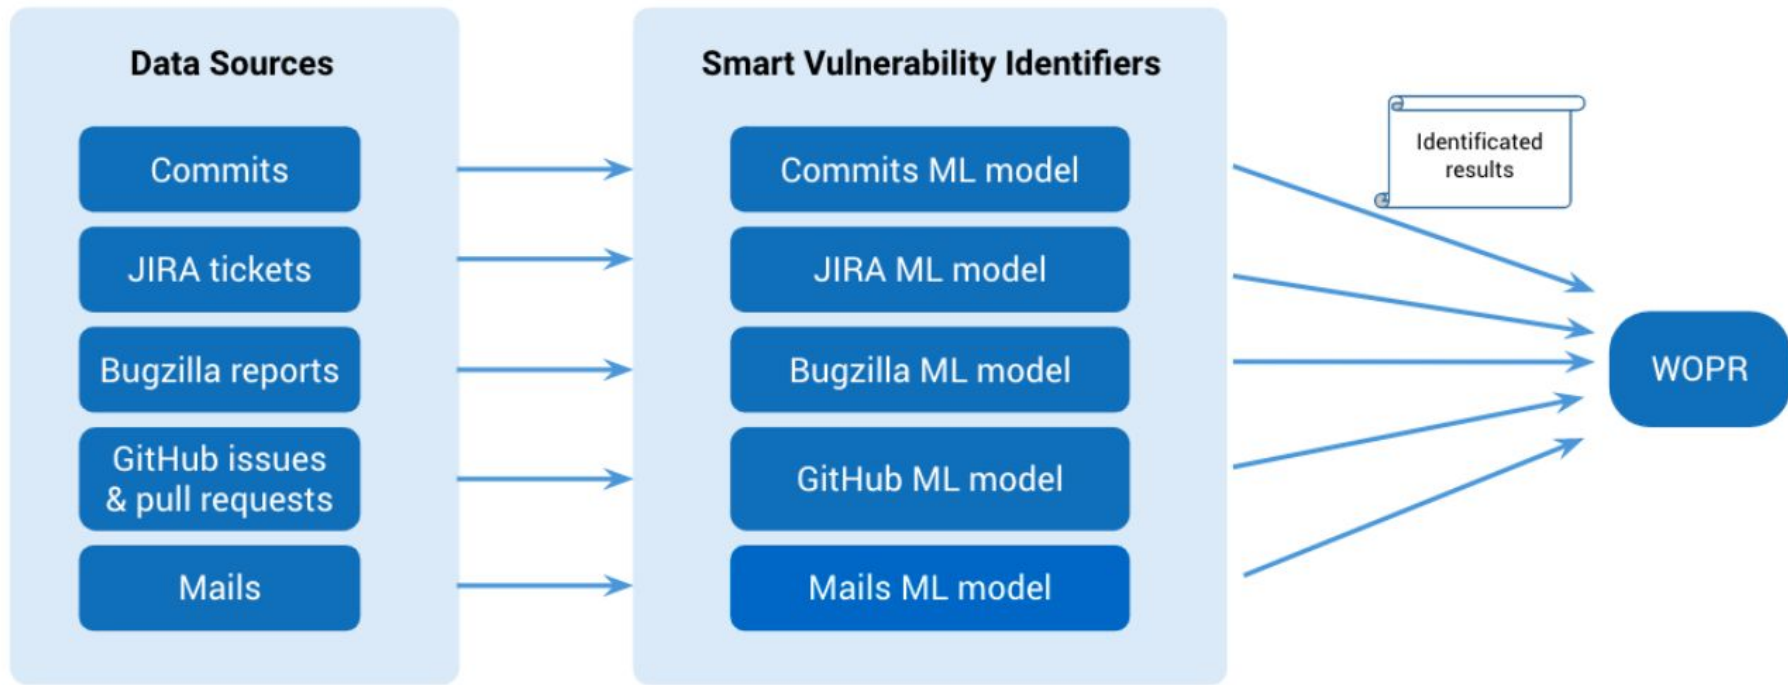 Data Sources
Commits
JIRA tickets
Bugzilla reports
GitHub issues
& pull requests
Mails
Smart Vulnerability Identifiers
Commits ML model
JIRA ML model
Bugzilla ML model
GitHub ML model
Mails ML model
Identificated
results
WOPR